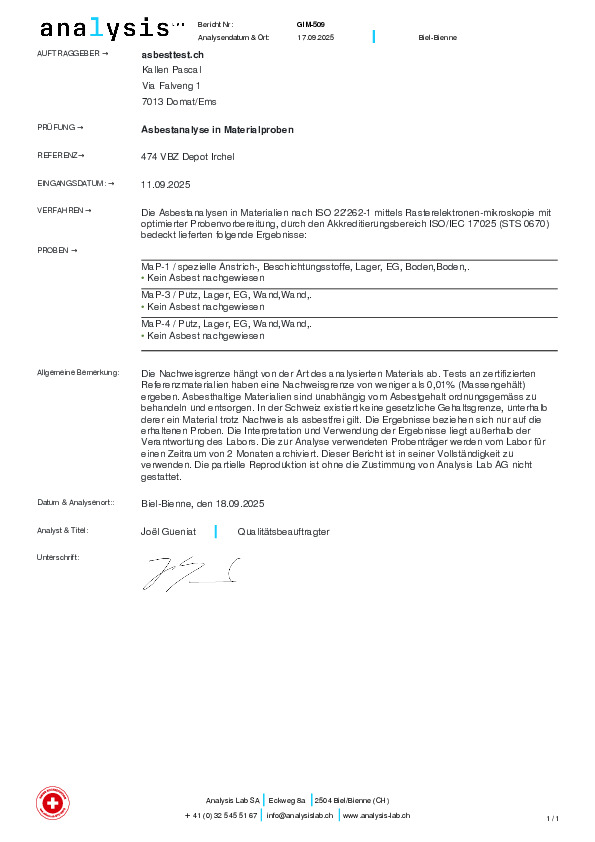 analysis
Bericht Nr: GIM-509
Analysendatum & Ort: 17.09.2025 Biel-Bienne
AUFTRAGGEBER → asbesttest.ch
Kallen Pascal
Via Falveng 1
7013 Domat/Ems
PRÜFUNG → Asbestanalyse in Materialproben
REFERENZ→ 474 VBZ Depot Irchel
EINGANGSDATUM: → 11.09.2025
VERFAHREN → Die Asbestanalysen in Materialien nach ISO 22'262-1 mittels Rasterelektronen-mikroskopie mit
optimierter Probenvorbereitung, durch den Akkreditierungsbereich ISO/IEC 17025 (STS 0670)
bedeckt lieferten folgende Ergebnisse:
PROBEN →
MaP-1 / spezielle Anstrich-, Beschichtungsstoffe, Lager, EG, Boden,Boden,.
• Kein Asbest nachgewiesen
MaP-3 / Putz, Lager, EG, Wand,Wand,.
• Kein Asbest nachgewiesen
MaP-4 / Putz, Lager, EG, Wand,Wand,.
• Kein Asbest nachgewiesen
Allgemeine Bemerkung: Die Nachweisgrenze hängt von der Art des analysierten Materials ab. Tests an zertifizierten
Referenzmaterialien haben eine Nachweisgrenze von weniger als 0,01% (Massengehält)
ergeben. Asbesthaltige Materialien sind unabhängig vom Asbestgehalt ordnungsgemäss zu
behandeln und entsorgen. In der Schweiz existiert keine gesetzliche Gehaltsgrenze, unterhalb
derer ein Material trotz Nachweis als asbestfrei gilt. Die Ergebnisse beziehen sich nur auf die
erhaltenen Proben. Die Interpretation und Verwendung der Ergebnisse liegt außerhalb der
Verantwortung des Labors. Die zur Analyse verwendeten Probenträger werden vom Labor für
einen Zeitraum von 2 Monaten archiviert. Dieser Bericht ist in seiner Vollständigkeit zu
verwenden. Die partielle Reproduktion ist ohne die Zustimmung von Analysis Lab AG nicht
gestattet.
Datum & Analysenort:: Biel-Bienne, den 18.09.2025
Analyst & Titel: Joël Gueniat Qualitätsbeauftragter
Unterschrift:
Analysis Lab SA Eckweg 8a 2504 Biel/Bienne (CH)
+ 41 (0) 32 545 51 67 info@analysislab.ch www.analysis-lab.ch
1 / 1